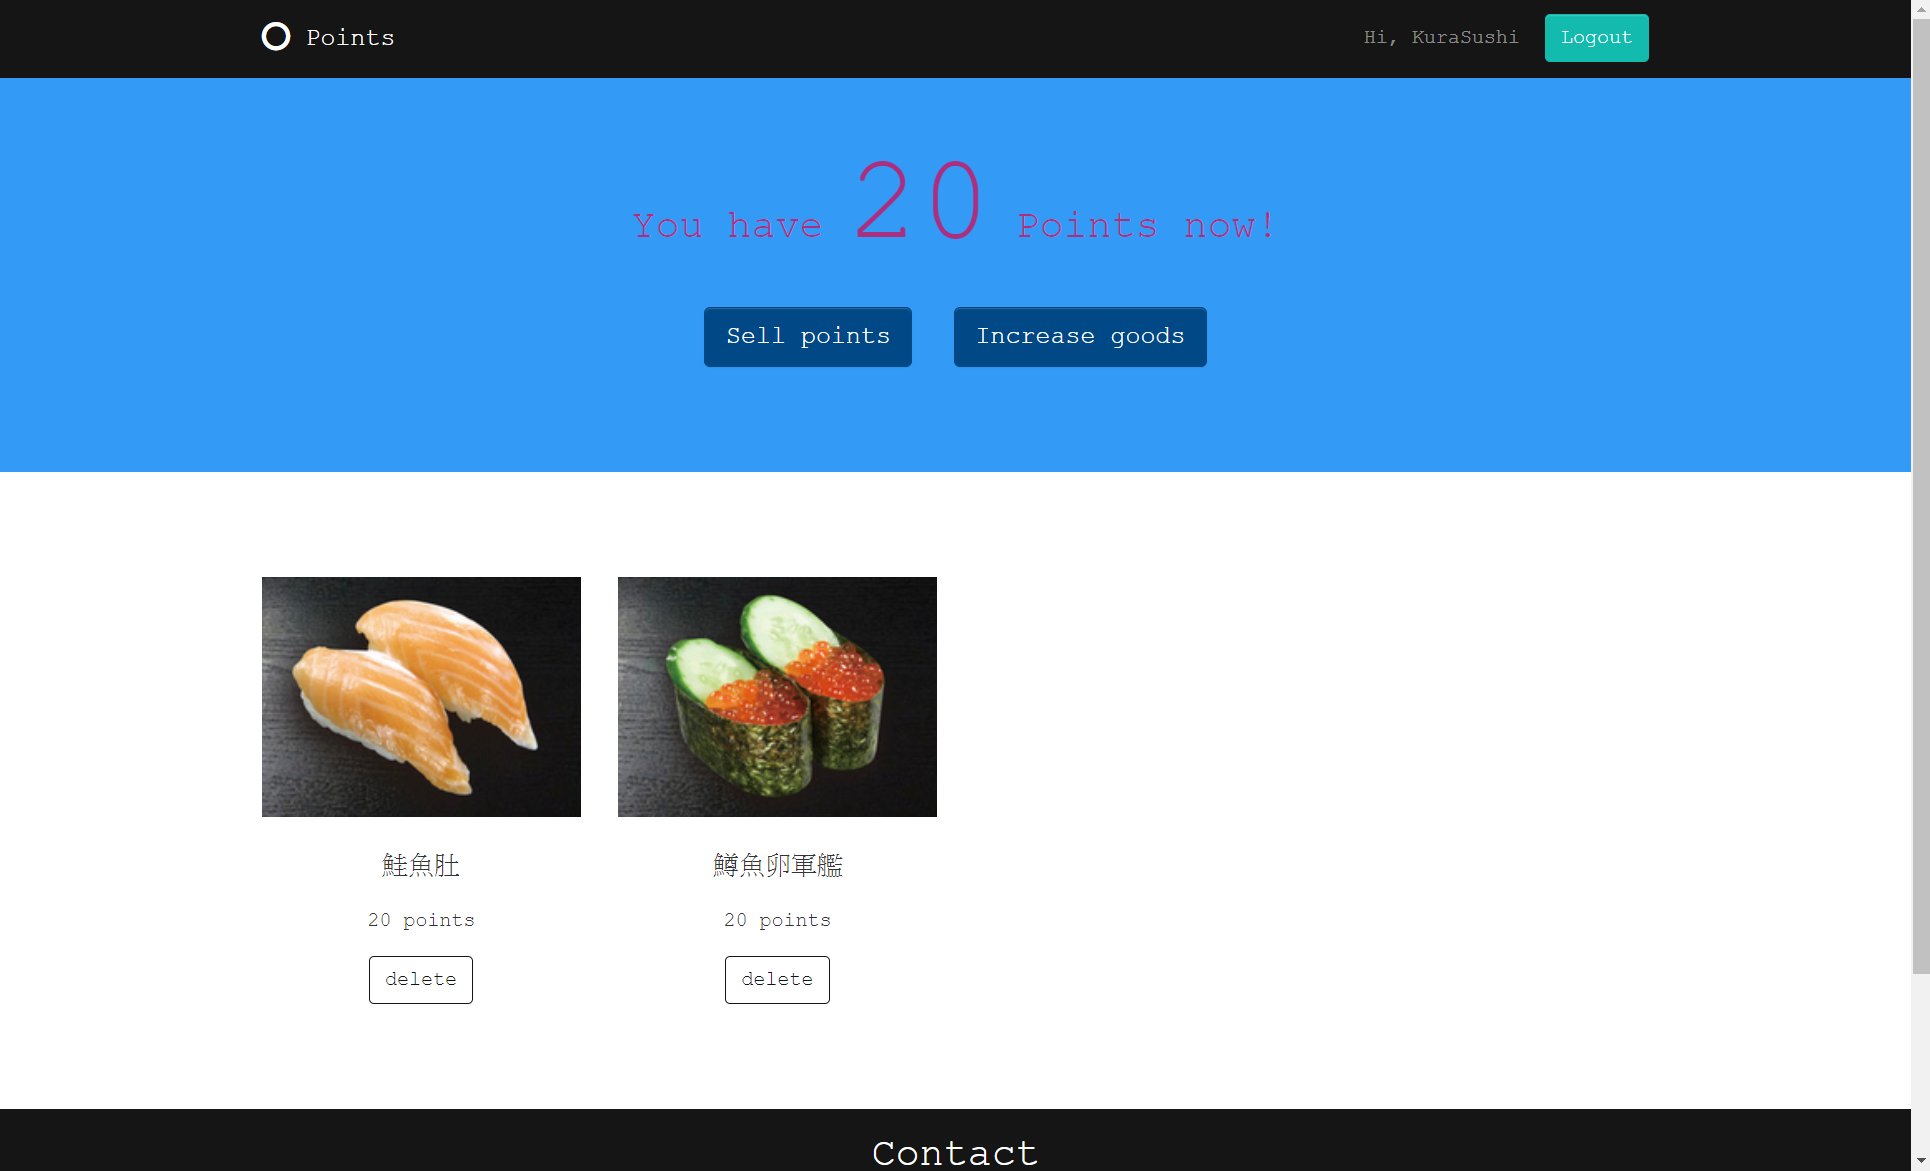 Points
Hi, KuraSushi
Logout
You have 20 Points now!
Sell points
Increase goods
鮭魚肚
20 points
delete
鱒魚卵軍艦
20 points
delete
Contact